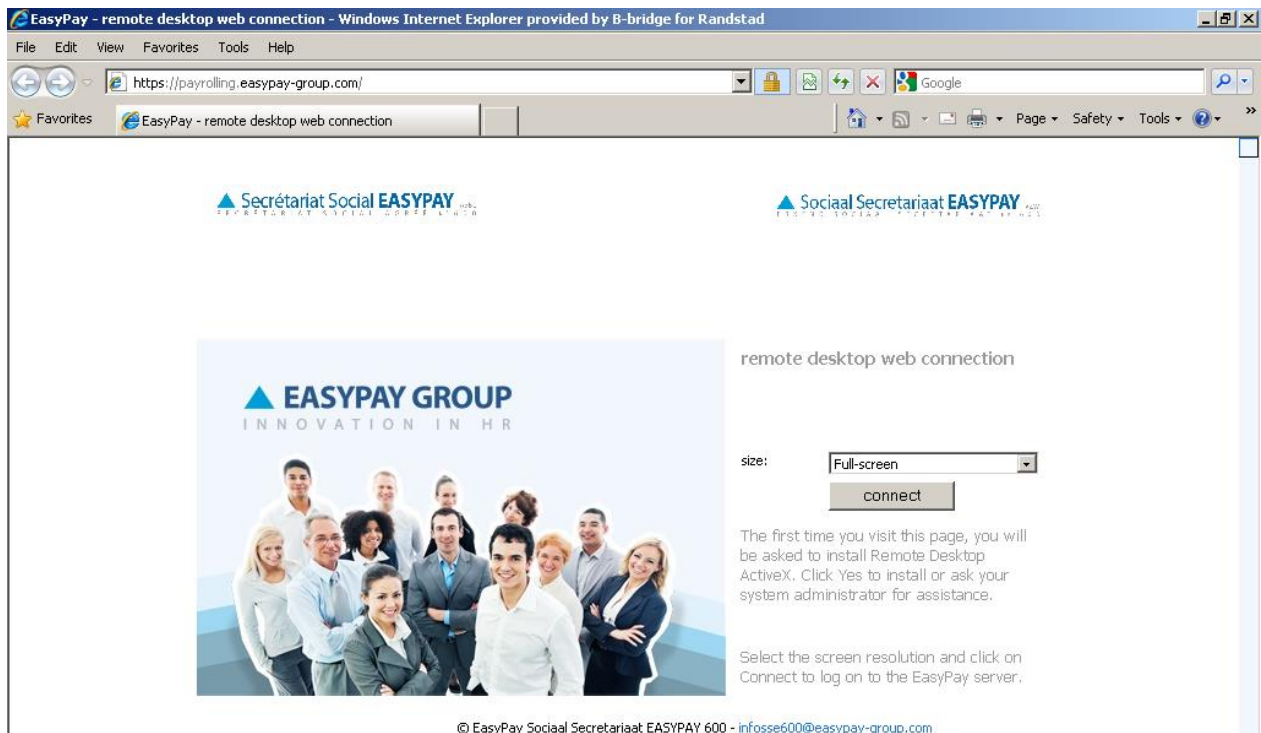 EasyPay - remote desktop web connection - Windows Internet Explorer provided by B-bridge for Randstad
File Edit View Favorites Tools Help
https://payrolling.easypay-group.com/
Google
Favorites
EasyPay - remote desktop web connection
Page Safety Tools
Secrétariat Social EASYPAY
Sociaal Secretariaat EASYPAY
EASYPAY GROUP
INNOVATION IN HR
remote desktop web connection
size:
Full-screen
connect
The first time you visit this page, you will
be asked to install Remote Desktop
ActiveX. Click Yes to install or ask your
system administrator for assistance.
Select the screen resolution and click on
Connect to log on to the EasyPay server.
© EasyPay Sociaal Secretariaat EASYPAY 600 - infosse600@easypay-group.com